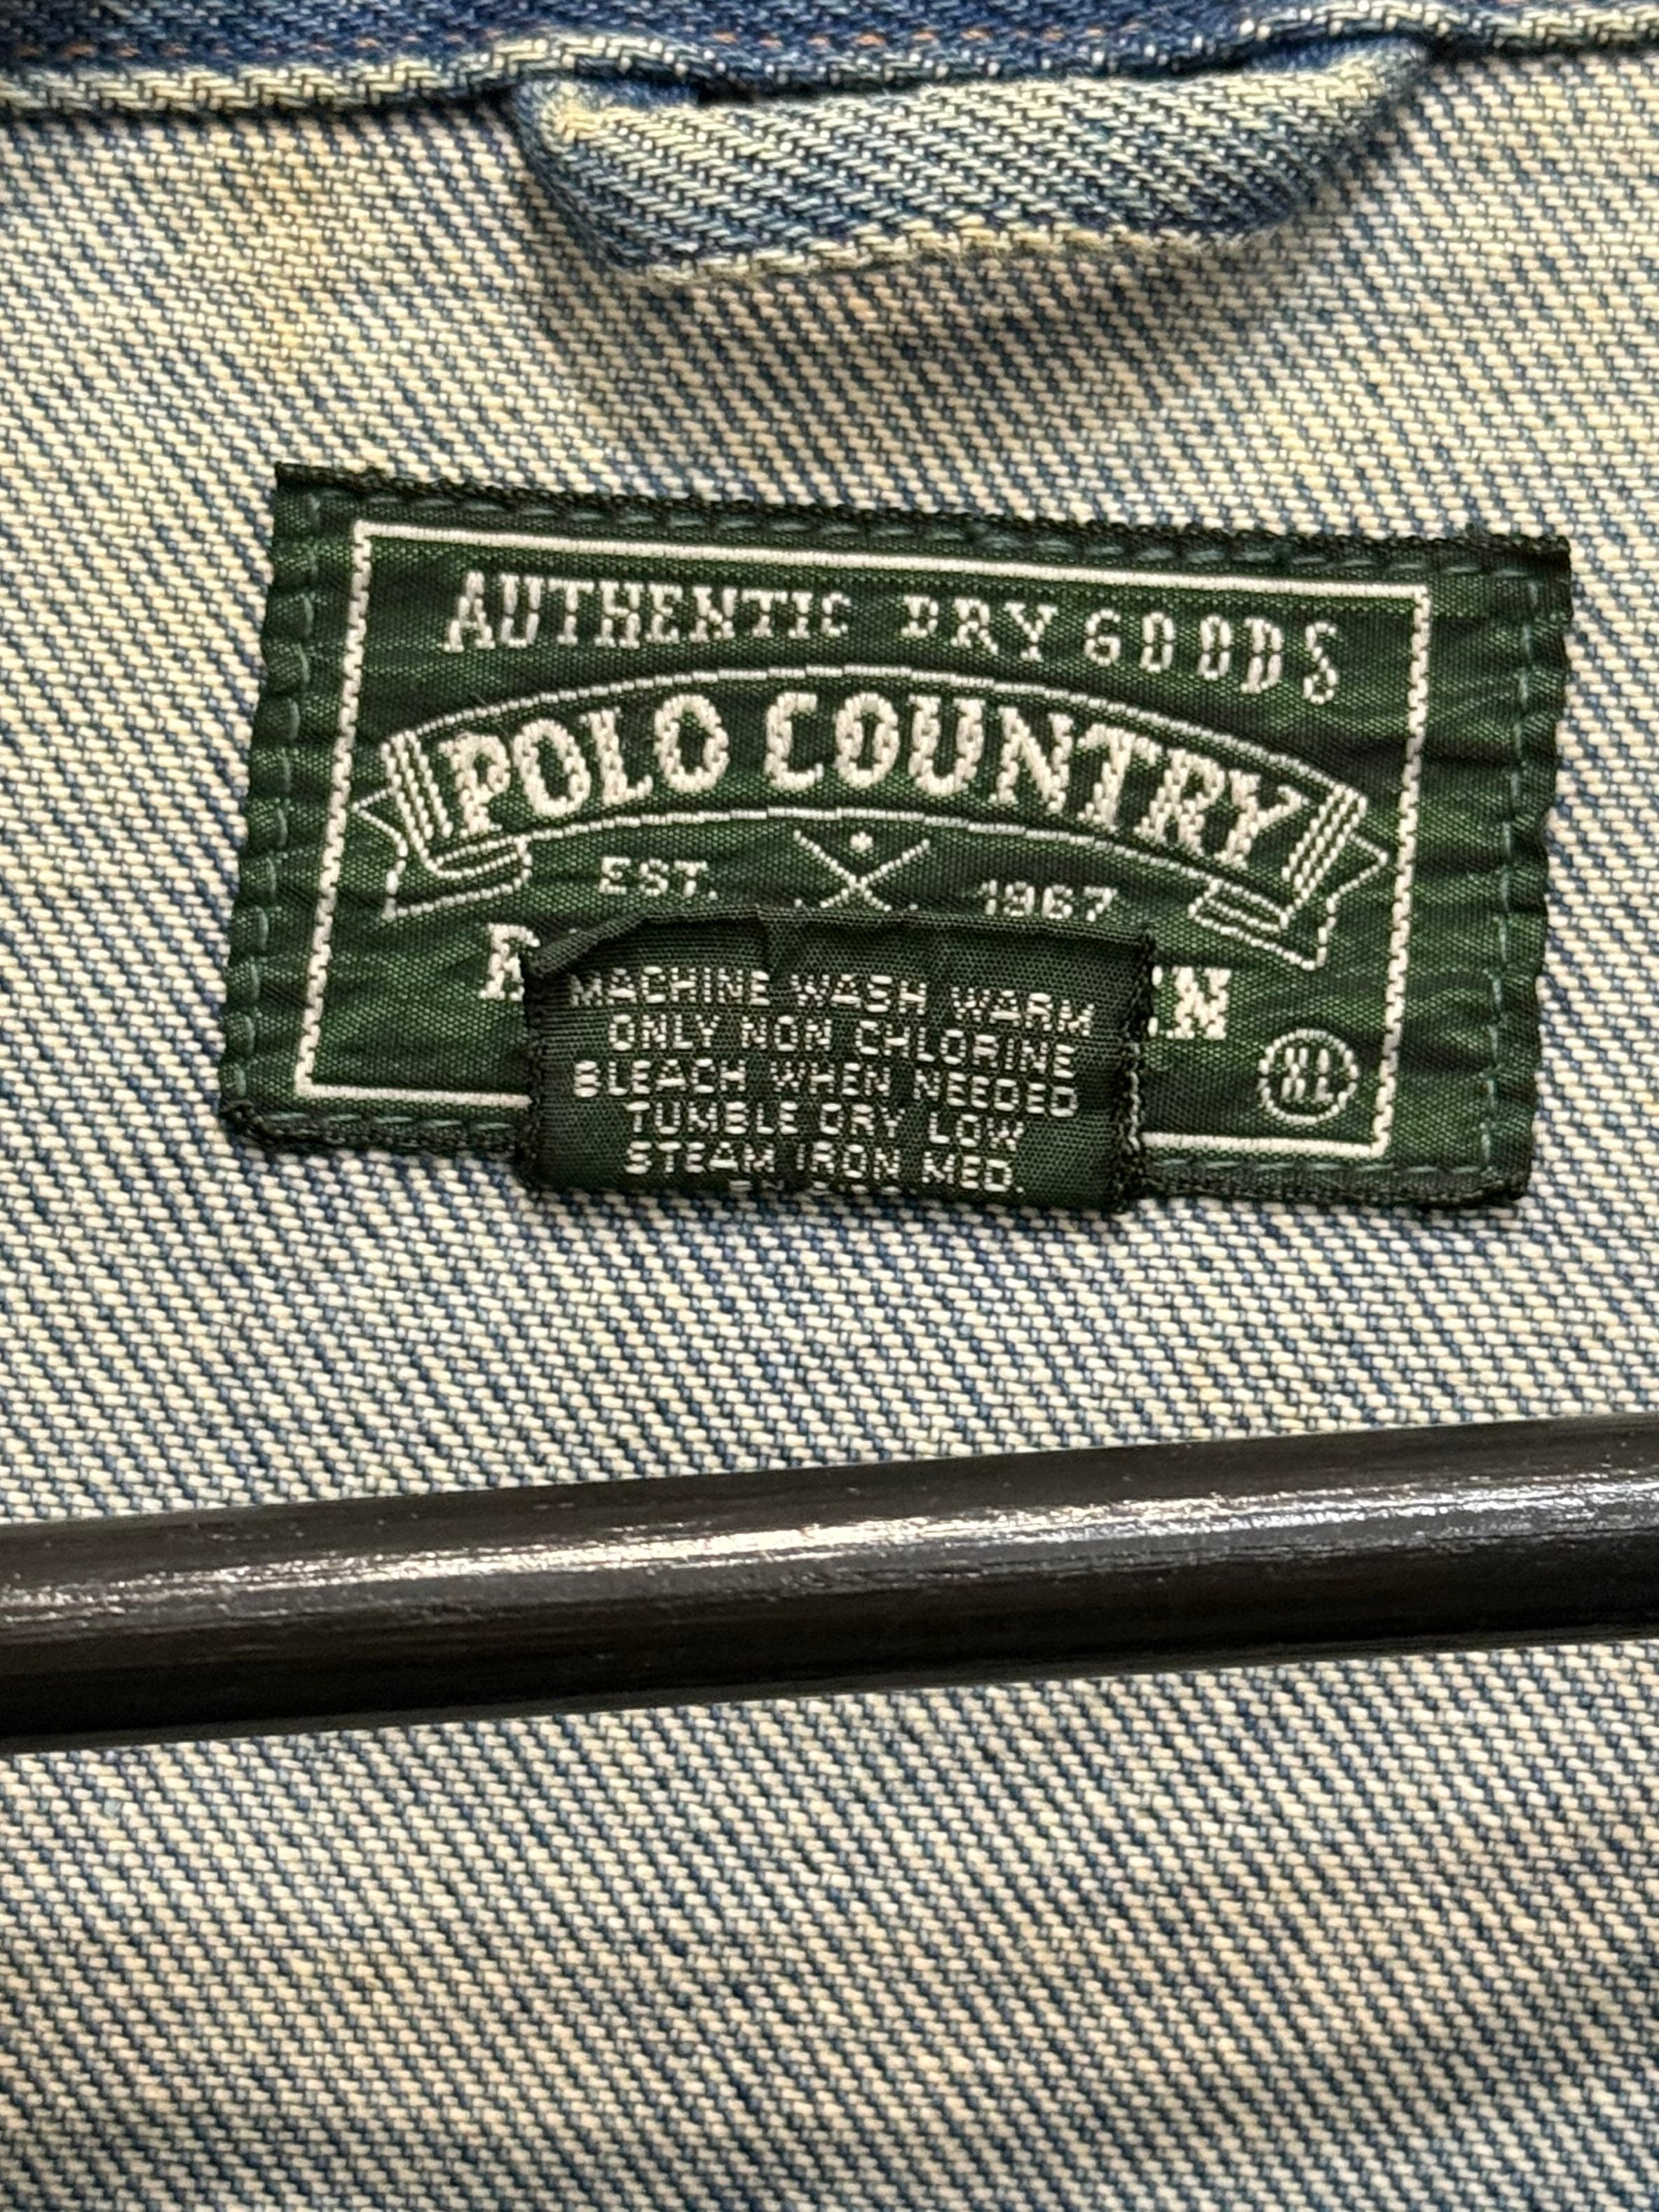 AUTHENTIC DRY GOODS
POLO COUNTRY
EST. 1967
XL
MACHINE WASH WARM
ONLY NON CHLORINE
BLEACH WHEN NEEDED
TUMBLE DRY LOW
STEAM IRON MED.